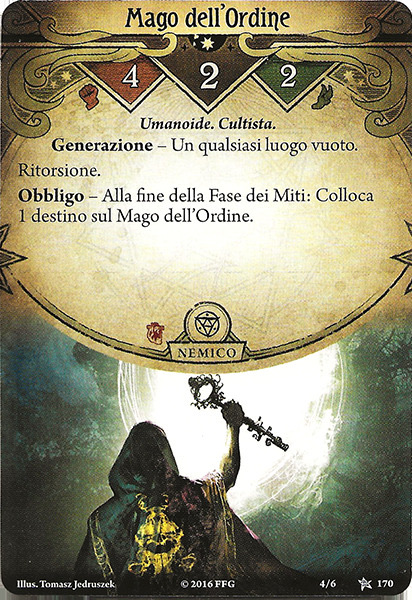 Mago dell'Ordine
4 2 2
Umanoide. Cultista.
Generazione – Un qualsiasi luogo vuoto.
Ritorsione.
Obbligo – Alla fine della Fase dei Miti: Colloca
1 destino sul Mago dell'Ordine.
NEMICO
Illus. Tomasz Jedruszek © 2016 FFG 4/6 170